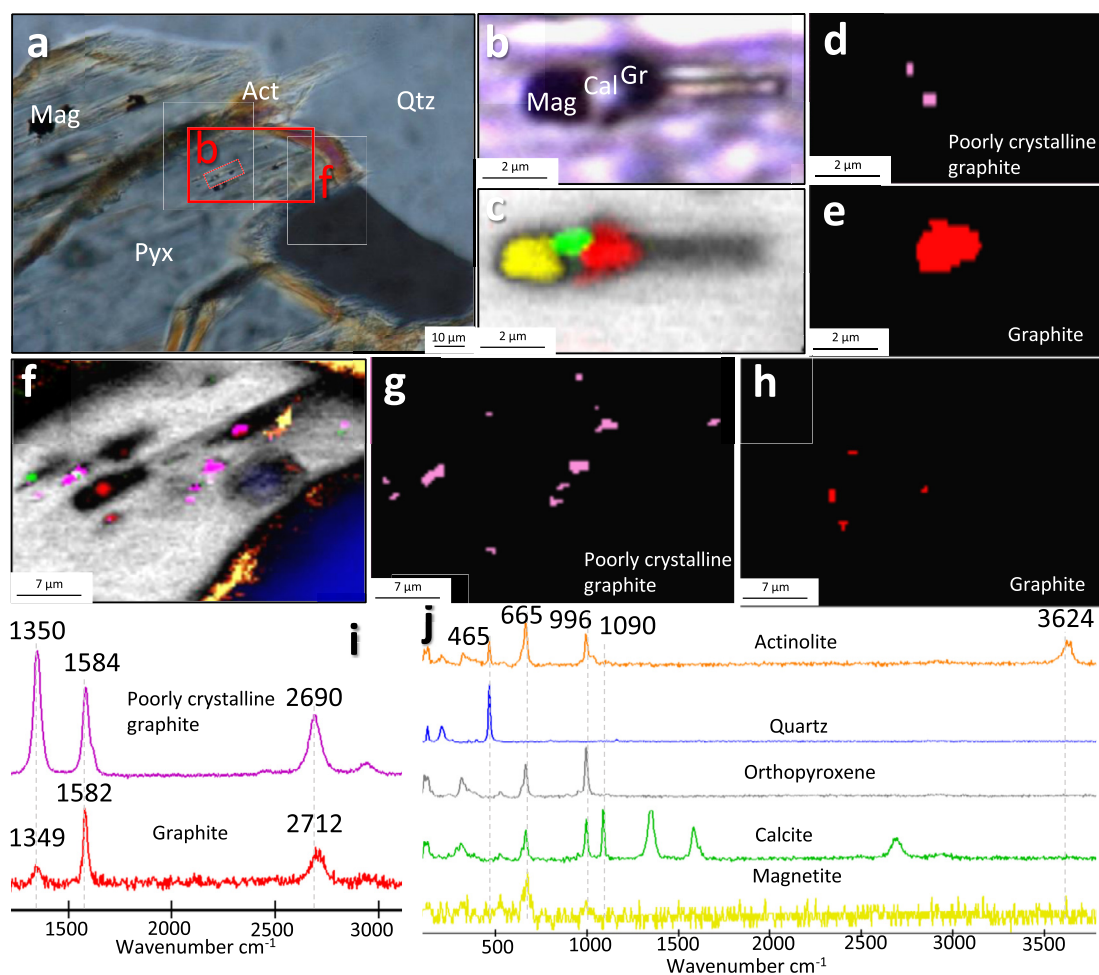 a
Mag
Act
Qtz
b
f
Pyx
10 µm
b
Mag
Cal
Gr
2 µm
c
2 µm
d
Poorly crystalline
graphite
2 µm
e
Graphite
2 µm
f
7 µm
g
Poorly crystalline
graphite
7 µm
h
Graphite
7 µm
i
1350
1584
Poorly crystalline
graphite
2690
1582
1349
Graphite
2712
1500
2000
2500
3000
Wavenumber cm-1
j
465
665
996
1090
3624
Actinolite
Quartz
Orthopyroxene
Calcite
Magnetite
500
1000
1500
2000
2500
3000
3500
Wavenumber cm-1